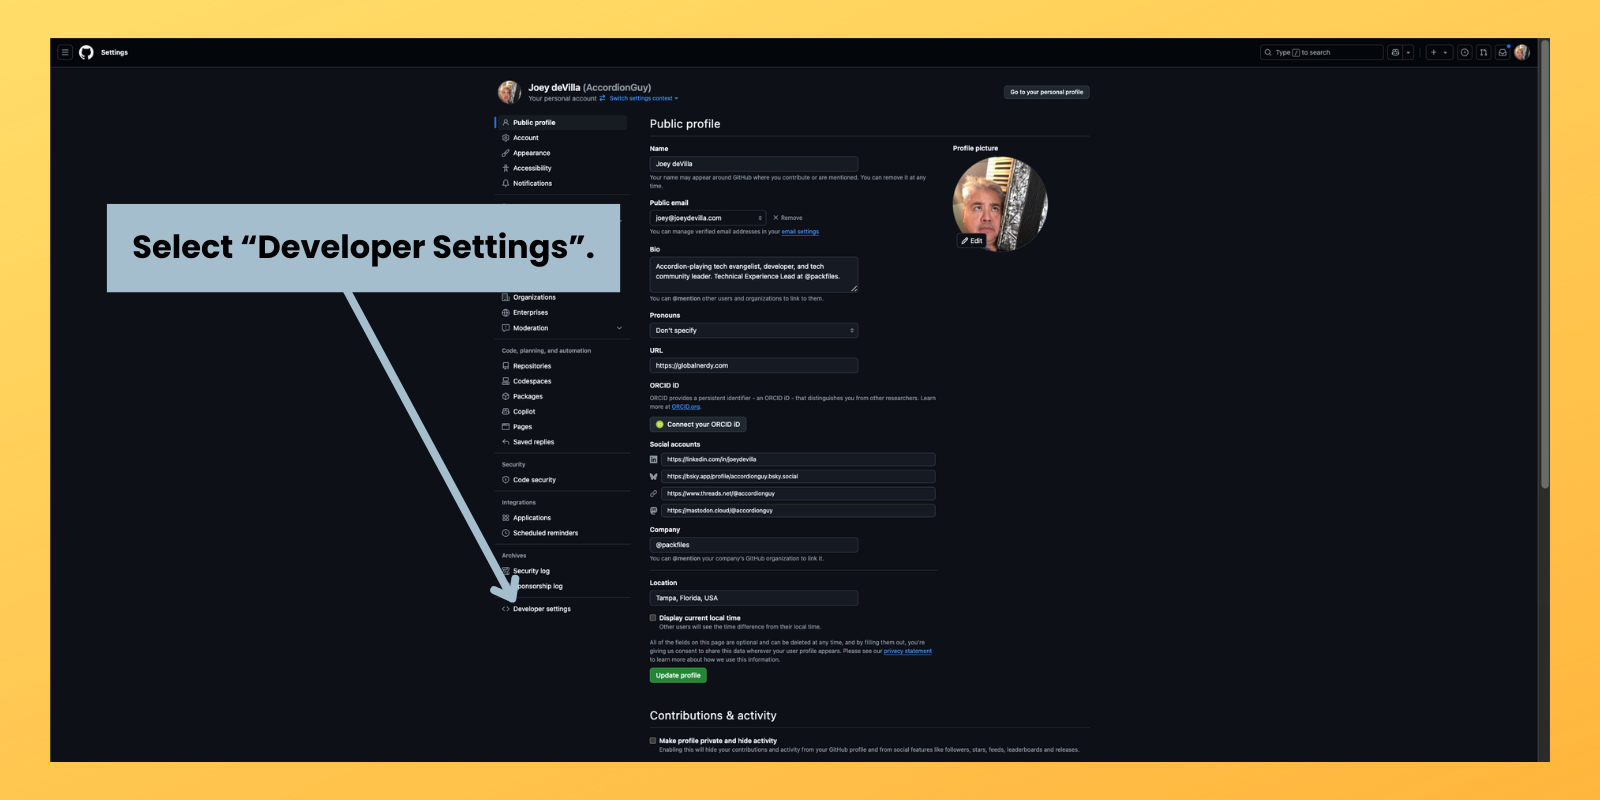 Settings
Type / to search
Joey deVilla (AccordionGuy)
Your personal account Switch settings context
Go to your personal profile
Public profile
Account
Appearance
Accessibility
Notifications
Select “Developer Settings”.
Organizations
Enterprises
Moderation
Code, planning, and automation
Repositories
Codespaces
Packages
Copilot
Pages
Saved replies
Security
Code security
Integrations
Applications
Scheduled reminders
Archives
Security log
ponsorship log
Developer settings
Public profile
Name
Joey deVilla
Your name may appear around GitHub where you contribute or are mentioned. You can remove it at any
time.
Public email
joey@joeydevilla.com
Remove
You can manage verified email addresses in your email settings
Bio
Accordion-playing tech evangelist, developer, and tech
community leader. Technical Experience Lead at @packfiles.
You can @mention other users and organizations to link to them.
Pronouns
Don't specify
URL
https://globalnerdy.com
ORCID iD
ORCID provides a persistent identifier - an ORCID iD - that distinguishes you from other researchers. Learn
more at ORCID.org.
Connect your ORCID iD
Social accounts
https://linkedin.com/in/joeydevilla
https://bsky.app/profile/accordionguy.bsky.social
https://www.threads.net/@accordionguy
https://mastodon.cloud/@accordionguy
Company
@packfiles
You can @mention your company's GitHub organization to link it.
Location
Tampa, Florida, USA
Display current local time
Other users will see the time difference from their local time.
All of the fields on this page are optional and can be deleted at any time, and by filling them out, you're
giving us consent to share this data wherever your user profile appears. Please see our privacy statement
to learn more about how we use this information.
Update profile
Contributions & activity
Make profile private and hide activity
Enabling this will hide your contributions and activity from your GitHub profile and from social features like followers, stars, feeds, leaderboards and releases.
Profile picture
Edit